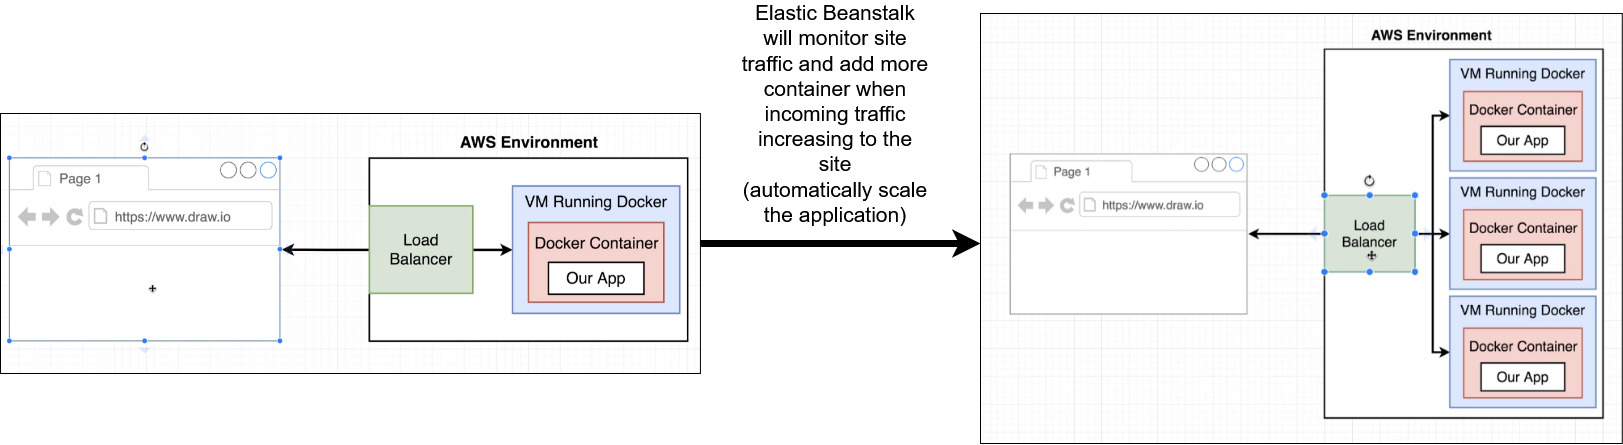 AWS Environment
Page 1
https://www.draw.io
Load
Balancer
VM Running Docker
Docker Container
Our App
Elastic Beanstalk
will monitor site
traffic and add more
container when
incoming traffic
increasing to the
site
(automatically scale
the application)
AWS Environment
Page 1
https://www.draw.io
Load
Balancer
VM Running Docker
Docker Container
Our App
VM Running Docker
Docker Container
Our App
VM Running Docker
Docker Container
Our App